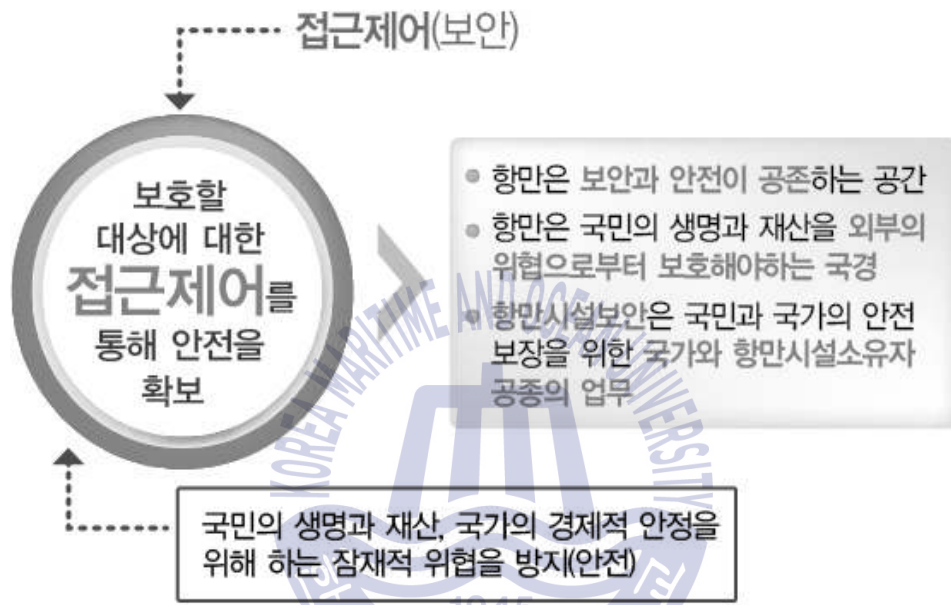 접근제어(보안)
보호할
대상에 대한
접근제어를
통해 안전을
확보
• 항만은 보안과 안전이 공존하는 공간
• 항만은 국민의 생명과 재산을 외부의
위협으로부터 보호해야하는 국경
• 항만시설보안은 국민과 국가의 안전
보장을 위한 국가와 항만시설소유자
공종의 업무
국민의 생명과 재산, 국가의 경제적 안정을
위해 하는 잠재적 위협을 방지(안전)
KOREA MARITIME AND OCEAN UNIVERSITY
1945